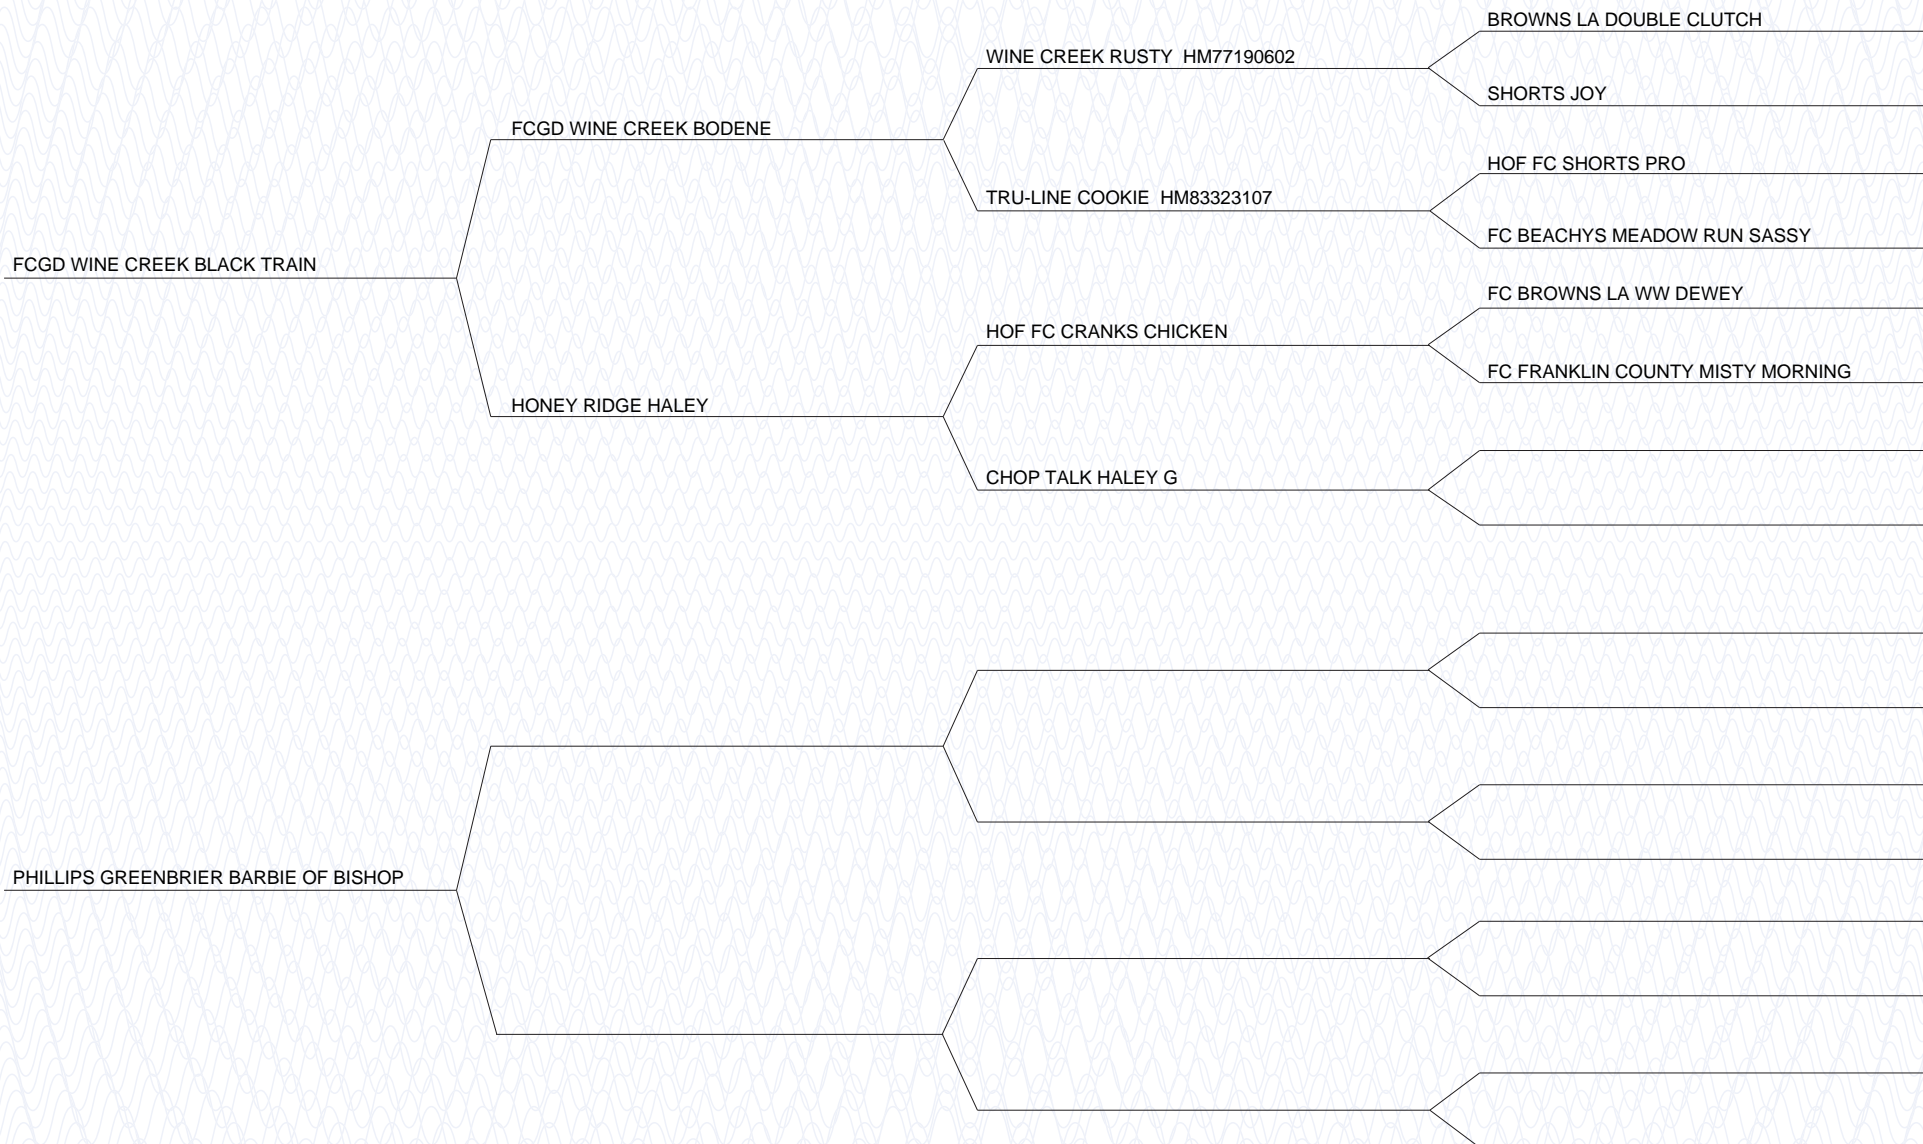 BROWNS LA DOUBLE CLUTCH
WINE CREEK RUSTY HM77190602
SHORTS JOY
FCGD WINE CREEK BODENE
HOF FC SHORTS PRO
TRU-LINE COOKIE HM83323107
FC BEACHYS MEADOW RUN SASSY
FCGD WINE CREEK BLACK TRAIN
FC BROWNS LA WW DEWEY
HOF FC CRANKS CHICKEN
FC FRANKLIN COUNTY MISTY MORNING
HONEY RIDGE HALEY
CHOP TALK HALEY G
PHILLIPS GREENBRIER BARBIE OF BISHOP